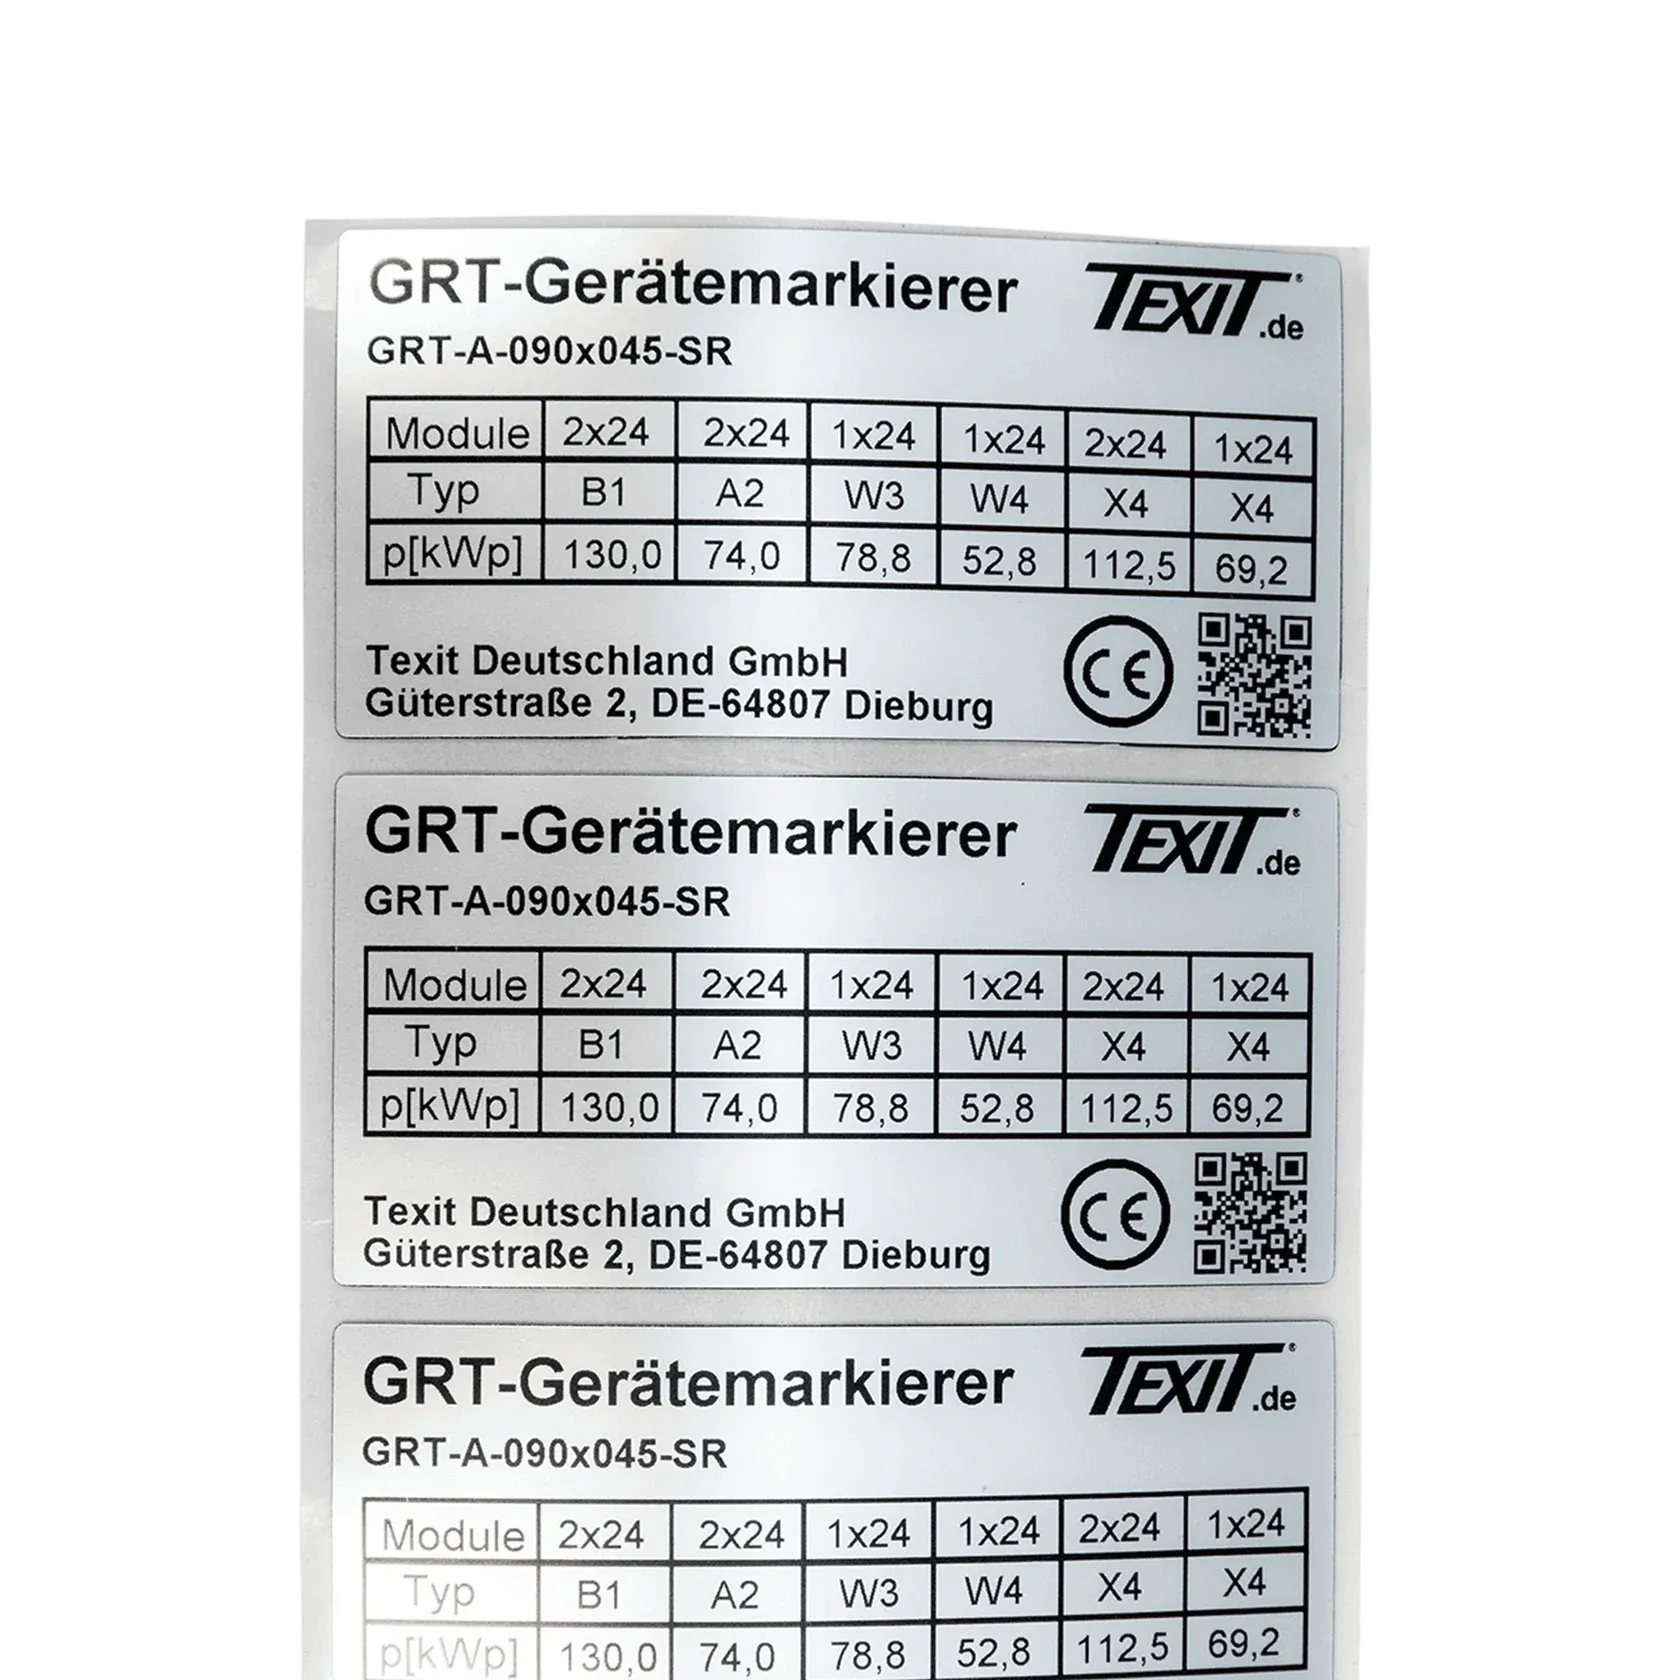 GRT-Gerätemarkierer
TEXIT®.de
GRT-A-090x045-SR
Module 2x24 2x24 1x24 1x24 2x24 1x24
Typ B1 A2 W3 W4 X4 X4
p[kWp] 130,0 74,0 78,8 52,8 112,5 69,2
Texit Deutschland GmbH
Güterstraße 2, DE-64807 Dieburg
CE
GRT-Gerätemarkierer
TEXIT®.de
GRT-A-090x045-SR
Module 2x24 2x24 1x24 1x24 2x24 1x24
Typ B1 A2 W3 W4 X4 X4
p[kWp] 130,0 74,0 78,8 52,8 112,5 69,2
Texit Deutschland GmbH
Güterstraße 2, DE-64807 Dieburg
CE
GRT-Gerätemarkierer
TEXIT®.de
GRT-A-090x045-SR
Module 2x24 2x24 1x24 1x24 2x24 1x24
Typ B1 A2 W3 W4 X4 X4
p[kWp] 130,0 74,0 78,8 52,8 112,5 69,2